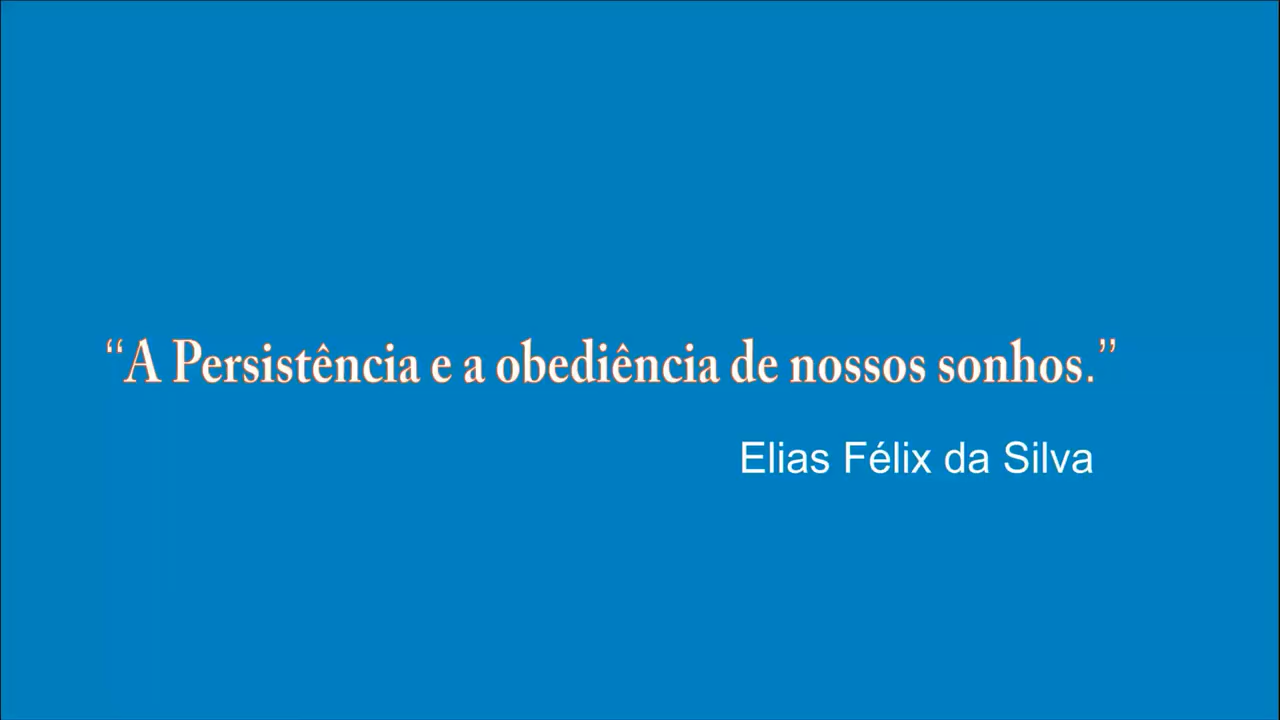 “A Persistência e a obediência de nossos sonhos.”
Elias Félix da Silva